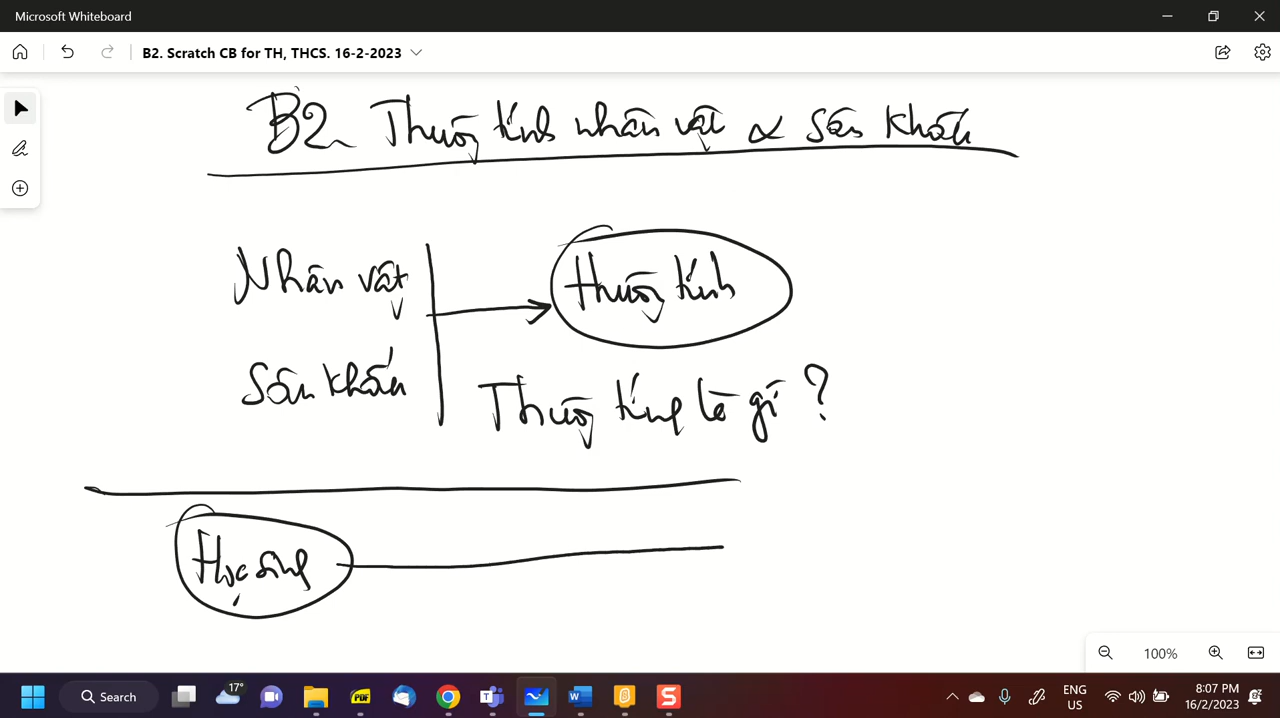 Microsoft Whiteboard
B2. Scratch CB for TH, THCS. 16-2-2023
B2. Thuộc tính nhân vật & Sân khấu
Nhân vật
thuộc tính
Sân khấu
Thuộc tính là gì ?
Học sinh
100%
Search
17°
PDF
ENG
US
8:07 PM
16/2/2023